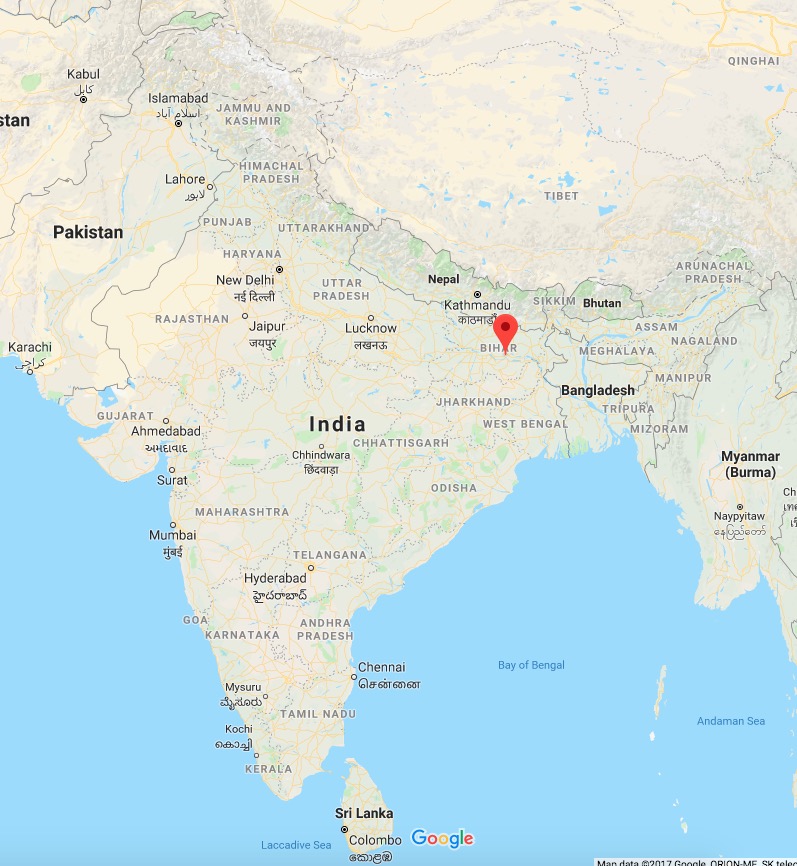 QINGHAI
Kabul
کابل
Islamabad
اسلام آباد
stan
JAMMU AND
KASHMIR
HIMACHAL
PRADESH
Lahore
لاہور
TIBET
PUNJAB
UTTARAKHAND
Pakistan
HARYANA
ARUNACHAL
PRADESH
New Delhi
नई दिल्ली
UTTAR
PRADESH
Nepal
Kathmandu
SIKKIM
Bhutan
RAJASTHAN
Jaipur
जयपुर
Lucknow
लखनऊ
ASSAM
NAGALAND
Karachi
کراچی
BIHAR
MEGHALAYA
MANIPUR
Bangladesh
JHARKHAND
TRIPURA
GUJARAT
Ahmedabad
અમદાવાદ
India
WEST BENGAL
MIZORAM
CHHATTISGARH
Chhindwara
छिंदवाड़ा
Myanmar
(Burma)
Surat
ODISHA
Ch
MAHARASHTRA
Naypyitaw
နေပြည်တော်
Mumbai
मुंबई
TELANGANA
Hyderabad
హైదరాబాద్
GOA
KARNATAKA
ANDHRA
PRADESH
Chennai
சென்னை
Bay of Bengal
Mysuru
ಮೈಸೂರು
TAMIL NADU
Andaman Sea
Kochi
കൊച്ചി
KERALA
Sri Lanka
Colombo
කොළඹ
Laccadive Sea
Google
Map data ©2017 Google, ORION-ME, SK telec